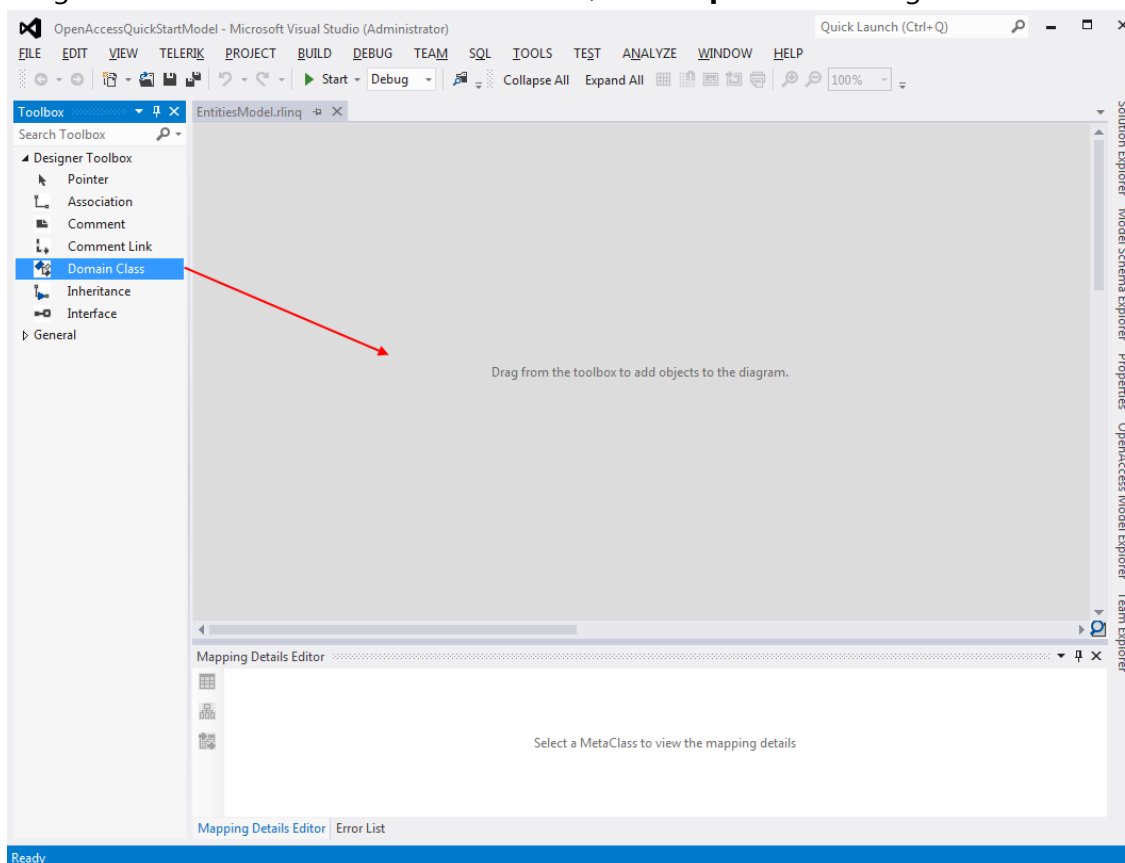 OpenAccessQuickStartModel - Microsoft Visual Studio (Administrator) Quick Launch (Ctrl+Q)
FILE EDIT VIEW TELERIK PROJECT BUILD DEBUG TEAM SQL TOOLS TEST ANALYZE WINDOW HELP
Start Debug Collapse All Expand All 100%
Toolbox
EntitiesModel.rlinq
Search Toolbox
Designer Toolbox
Pointer
Association
Comment
Comment Link
Domain Class
Inheritance
Interface
General
Drag from the toolbox to add objects to the diagram.
Solution Explorer
Model Schema Explorer
Properties
OpenAccess Model Explorer
Team Explorer
Mapping Details Editor
Select a MetaClass to view the mapping details
Mapping Details Editor Error List
Ready